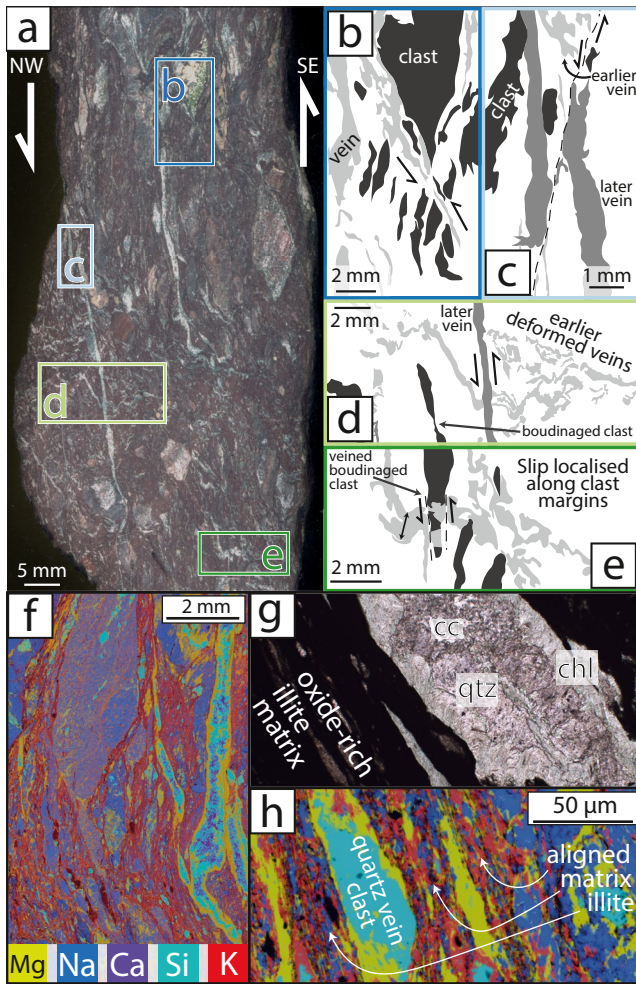 a
NW
SE
b
c
d
e
5 mm
b
clast
vein
2 mm
clast
earlier
vein
later
vein
c
1 mm
2 mm
later
vein
earlier
deformed veins
d
boudinaged clast
veined
boudinaged
clast
Slip localised
along clast
margins
2 mm
e
f
2 mm
Mg
Na
Ca
Si
K
g
cc
qtz
chl
oxide-rich
illite
matrix
h
50 µm
quartz vein
clast
aligned
matrix
illite